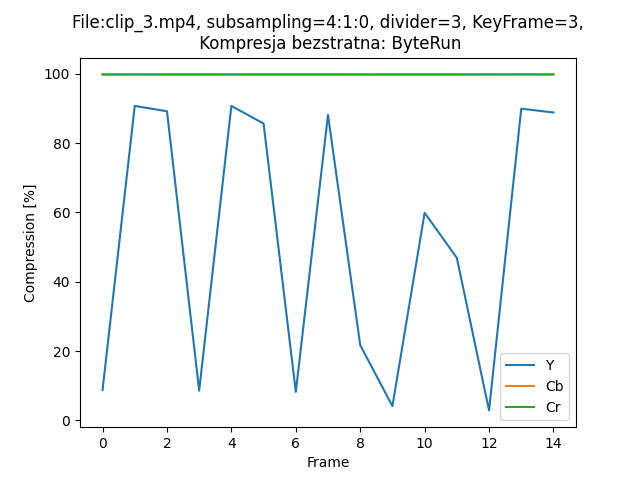 File:clip_3.mp4, subsampling=4:1:0, divider=3, KeyFrame=3,
Kompresja bezstratna: ByteRun
100
80
60
40
20
0
Compression [%]
Y
Cb
Cr
0 2 4 6 8 10 12 14
Frame